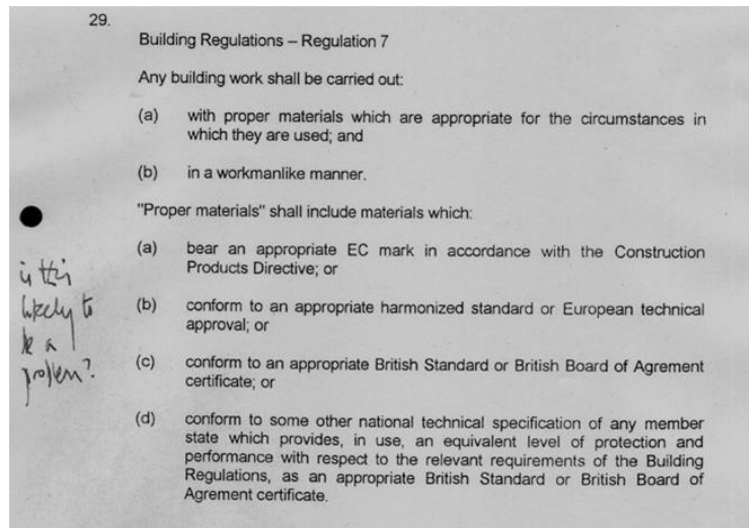 29.
Building Regulations – Regulation 7
Any building work shall be carried out:
(a) with proper materials which are appropriate for the circumstances in
which they are used; and
(b) in a workmanlike manner.
"Proper materials" shall include materials which:
(a) bear an appropriate EC mark in accordance with the Construction
Products Directive; or
(b) conform to an appropriate harmonized standard or European technical
approval; or
(c) conform to an appropriate British Standard or British Board of Agrement
certificate; or
(d) conform to some other national technical specification of any member
state which provides, in use, an equivalent level of protection and
performance with respect to the relevant requirements of the Building
Regulations, as an appropriate British Standard or British Board of
Agrement certificate.
is this
likely to
be a
problem?